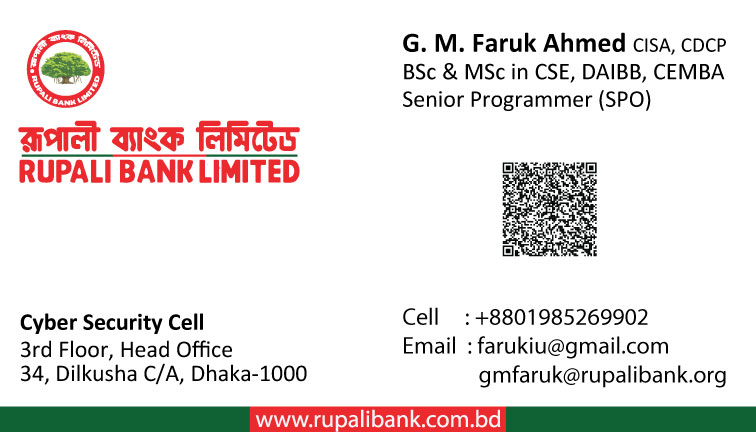 রূপালী ব্যাংক লিমিটেড
RUPALI BANK LIMITED
রূপালী ব্যাংক লিমিটেড
RUPALI BANK LIMITED
G. M. Faruk Ahmed CISA, CDCP
BSc & MSc in CSE, DAIBB, CEMBA
Senior Programmer (SPO)
Cyber Security Cell
3rd Floor, Head Office
34, Dilkusha C/A, Dhaka-1000
Cell : +8801985269902
Email : farukiu@gmail.com
gmfaruk@rupalibank.org
www.rupalibank.com.bd